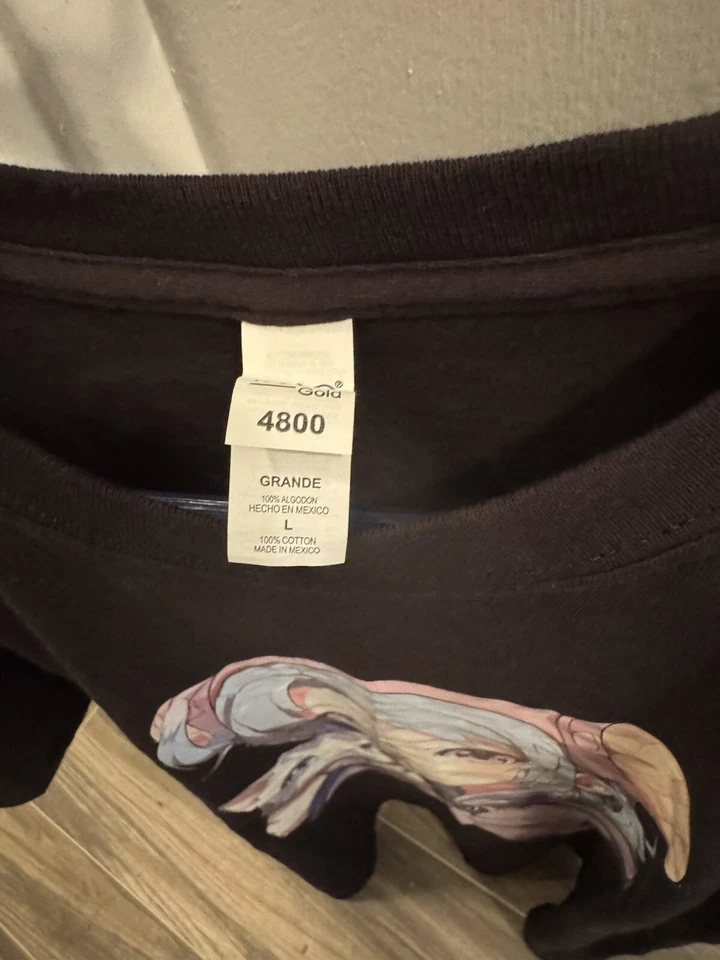 Gold
4800
GRANDE
100% ALGODON
HECHO EN MEXICO
L
100% COTTON
MADE IN MEXICO